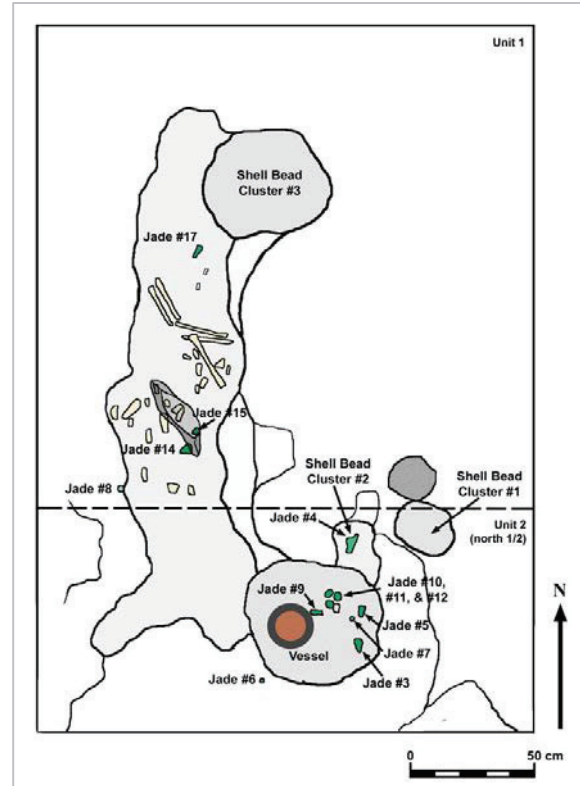 Unit 1
Shell Bead
Cluster #3
Jade #17
Jade #15
Jade #14
Shell Bead
Cluster #2
Shell Bead
Cluster #1
Jade #8
Jade #4
Unit 2
(north 1/2)
Jade #9
Jade #10,
#11, & #12
Jade #5
Vessel
Jade #7
Jade #6
Jade #3
N
0
50 cm